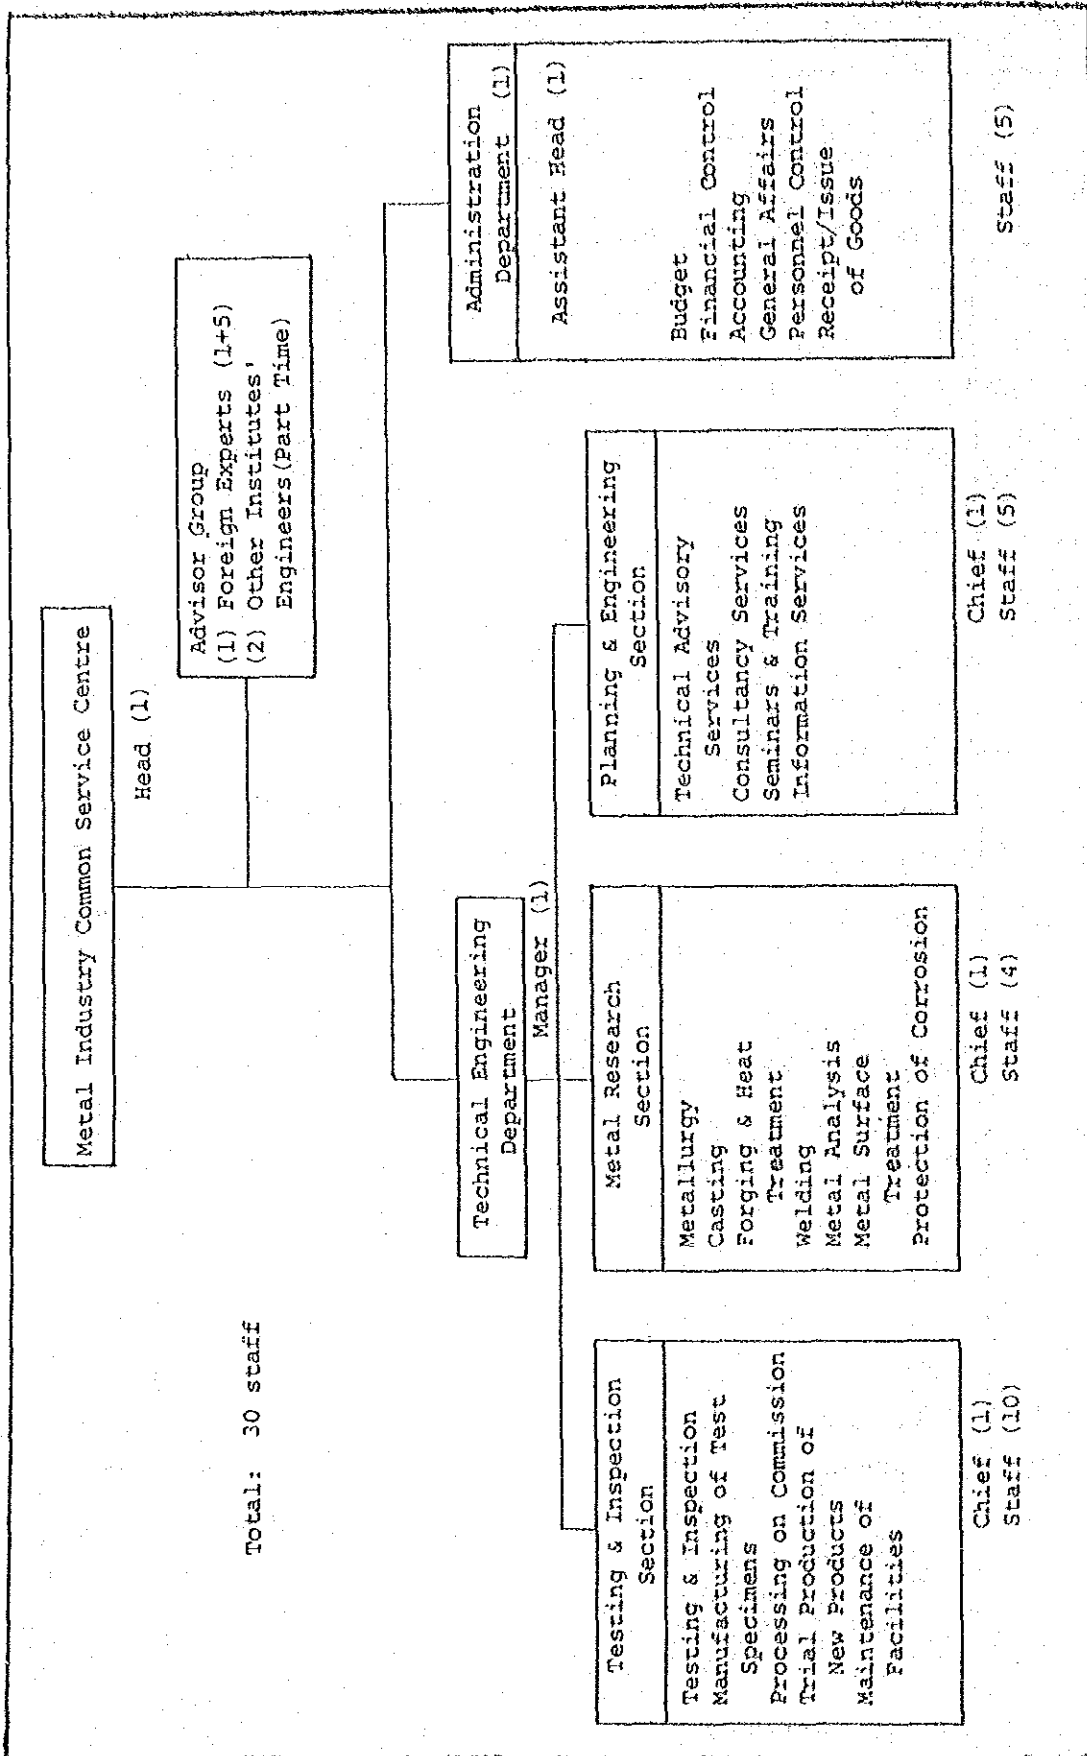 Metal Industry Common Service Centre
Head (1)
Advisor Group
(1) Foreign Experts (1+5)
(2) Other Institutes'
Engineers(Part Time)
Total: 30 staff
Technical Engineering
Department
Manager (1)
Administration
Department (1)
Assistant Head (1)
Budget
Financial Control
Accounting
General Affairs
Personnel Control
Receipt/Issue
of Goods
Staff (5)
Testing & Inspection
Section
Testing & Inspection
Manufacturing of Test
Specimens
Processing on Commission
Trial Production of
New Products
Maintenance of
Facilities
Chief (1)
Staff (10)
Metal Research
Section
Metallurgy
Casting
Forging & Heat
Treatment
Welding
Metal Analysis
Metal Surface
Treatment
Protection of Corrosion
Chief (1)
Staff (4)
Planning & Engineering
Section
Technical Advisory
Services
Consultancy Services
Seminars & Training
Information Services
Chief (1)
Staff (5)